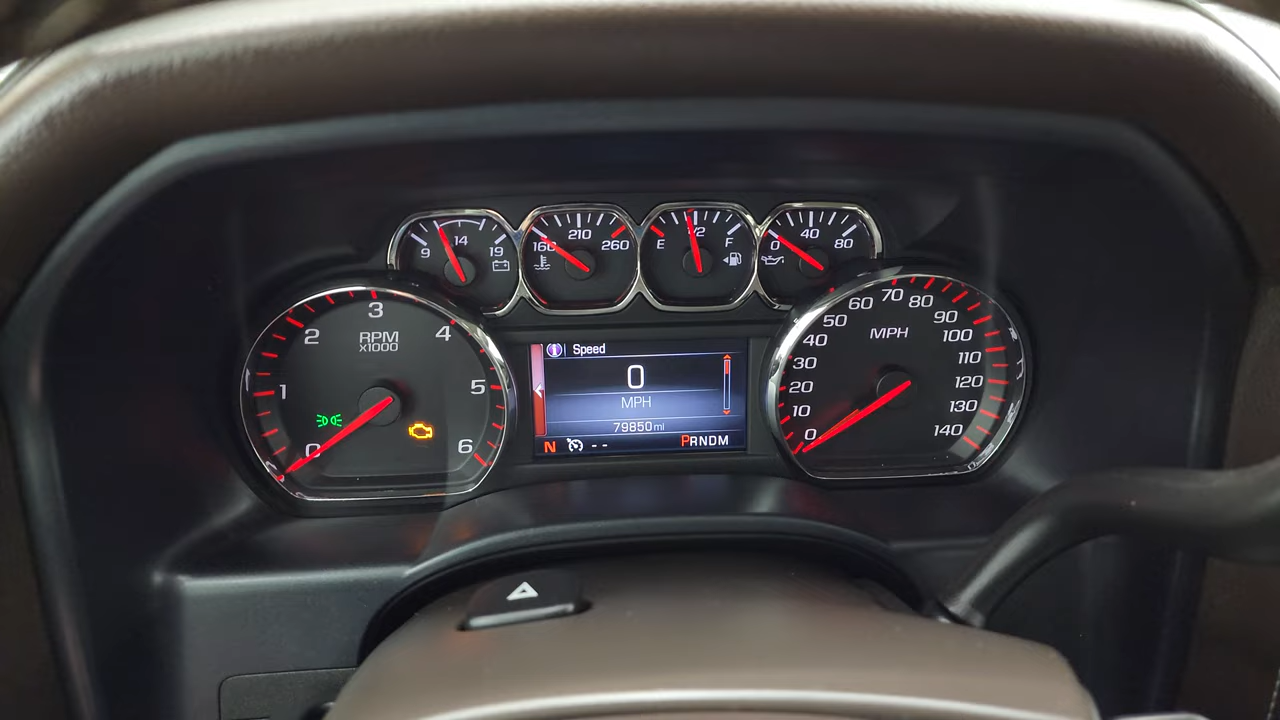 9 14 19
160 210 260
E 1/2 F
0 40 80
0 1 2 3 4 5 6
RPM
x1000
Speed
0
MPH
79850 mi
N -- PRNDM
0 10 20 30 40 50 60 70 80 90 100 110 120 130 140
MPH